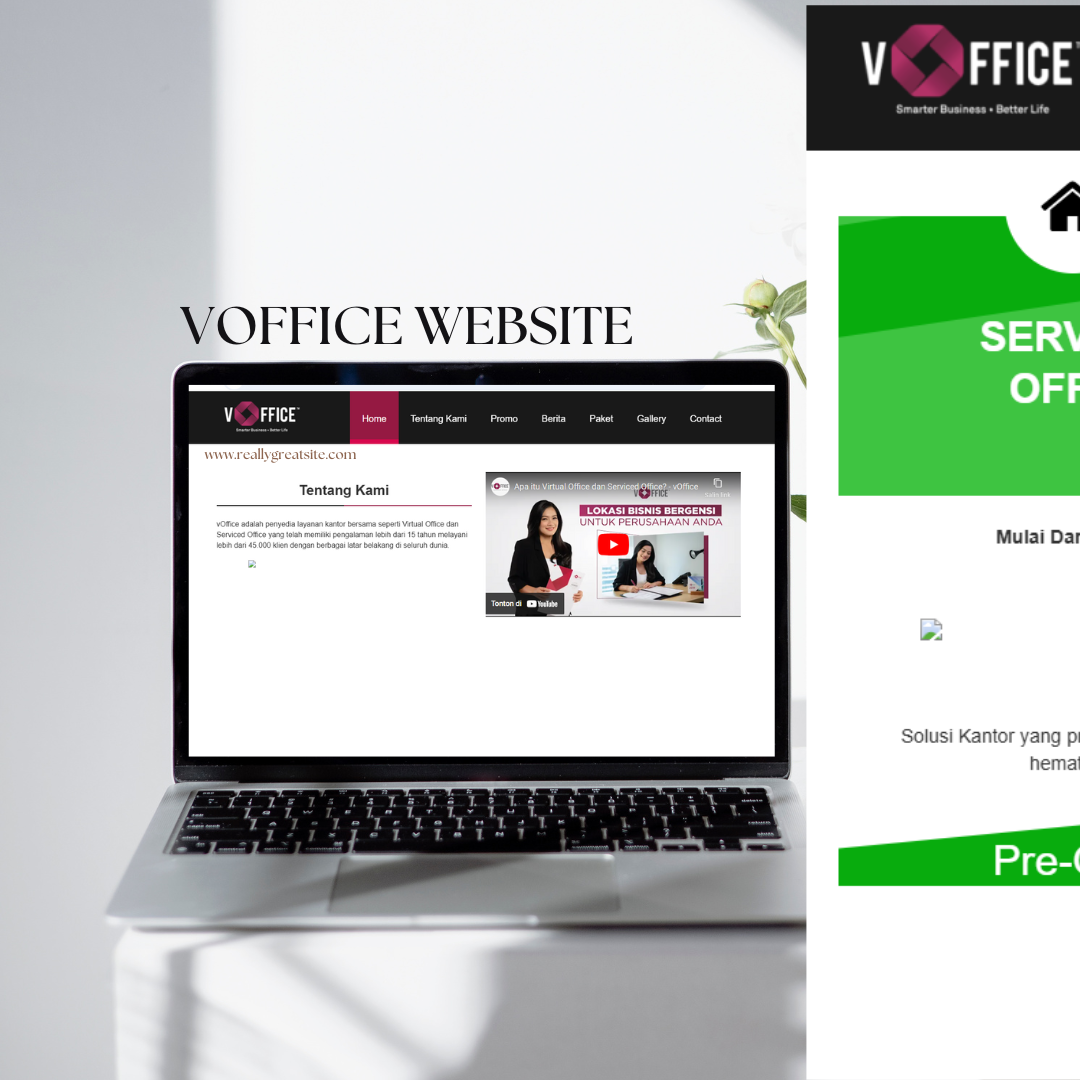 VOFFICE WEBSITE
VOFFICE™
Smarter Business • Better Life
Home
Tentang Kami
Promo
Berita
Paket
Gallery
Contact
www.reallygreatsite.com
Tentang Kami
vOffice adalah penyedia layanan kantor bersama seperti Virtual Office dan
Serviced Office yang telah memiliki pengalaman lebih dari 15 tahun melayani
lebih dari 45.000 klien dengan berbagai latar belakang di seluruh dunia.
Apa itu Virtual Office dan Serviced Office? - vOffice
Salin link
VOFFICE
LOKASI BISNIS BERGENSI
UNTUK PERUSAHAAN ANDA
Tonton di YouTube
VOFFICE
Smarter Business • Better Life
SERV
OFF
Mulai Dar
Solusi Kantor yang pr
hemat
Pre-